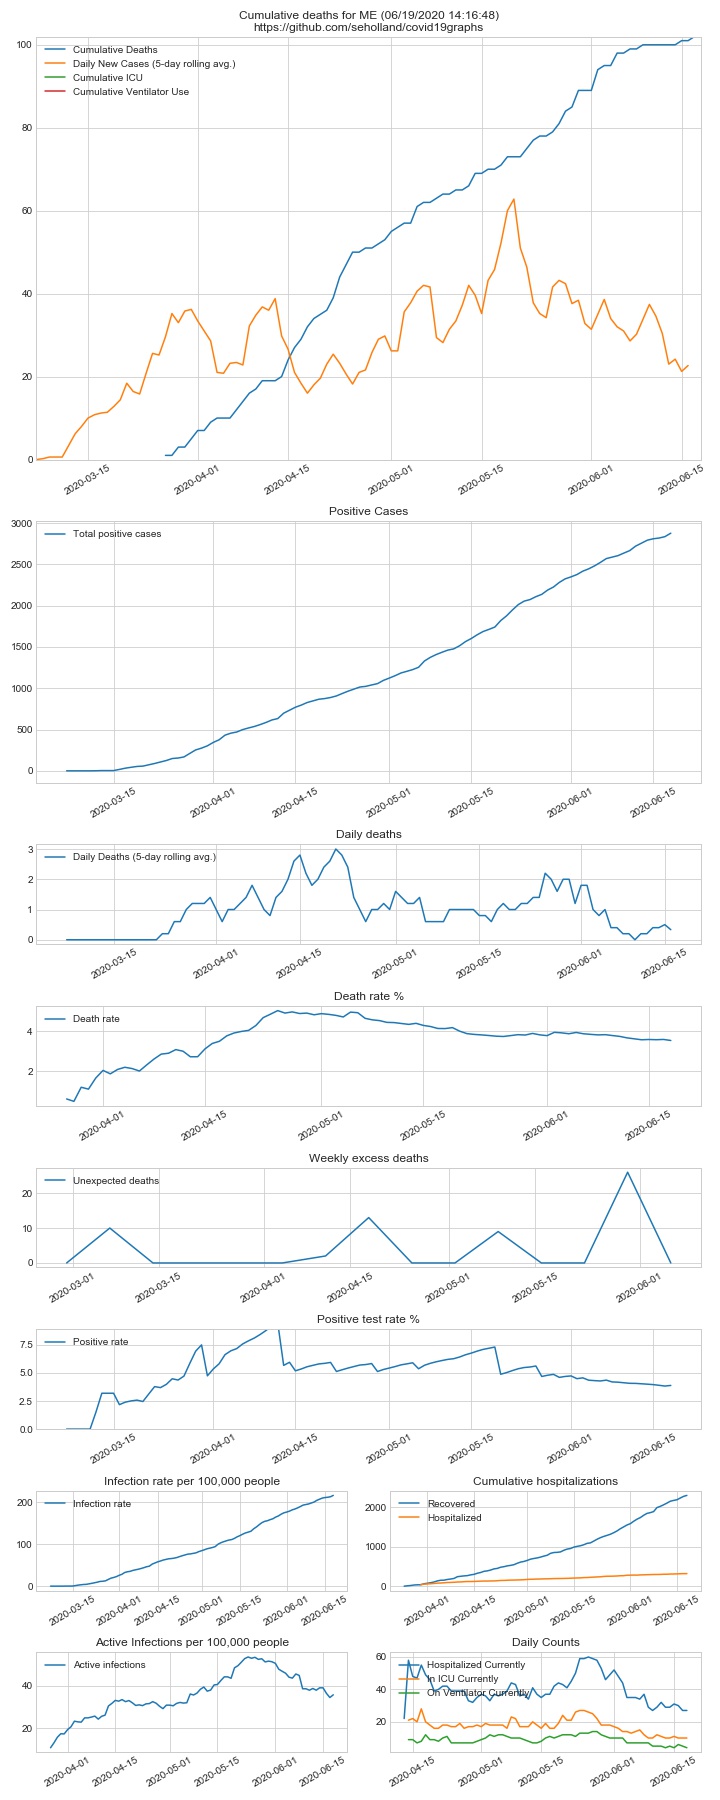 Cumulative deaths for ME (06/19/2020 14:16:48)
https://github.com/seholland/covid19graphs
Cumulative Deaths
Daily New Cases (5-day rolling avg.)
Cumulative ICU
Cumulative Ventilator Use
100
80
60
40
20
0
2020-03-15 2020-04-01 2020-04-15 2020-05-01 2020-05-15 2020-06-01 2020-06-15
Positive Cases
Total positive cases
3000
2500
2000
1500
1000
500
0
2020-03-15 2020-04-01 2020-04-15 2020-05-01 2020-05-15 2020-06-01 2020-06-15
Daily deaths
Daily Deaths (5-day rolling avg.)
3
2
1
0
2020-03-15 2020-04-01 2020-04-15 2020-05-01 2020-05-15 2020-06-01 2020-06-15
Death rate %
Death rate
4
2
2020-04-01 2020-04-15 2020-05-01 2020-05-15 2020-06-01 2020-06-15
Weekly excess deaths
Unexpected deaths
20
10
0
2020-03-01 2020-03-15 2020-04-01 2020-04-15 2020-05-01 2020-05-15 2020-06-01
Positive test rate %
Positive rate
7.5
5.0
2.5
0.0
2020-03-15 2020-04-01 2020-04-15 2020-05-01 2020-05-15 2020-06-01 2020-06-15
Infection rate per 100,000 people
Infection rate
200
100
0
2020-03-15 2020-04-01 2020-04-15 2020-05-01 2020-05-15 2020-06-01 2020-06-15
Cumulative hospitalizations
Recovered
Hospitalized
2000
1000
0
2020-04-01 2020-04-15 2020-05-01 2020-05-15 2020-06-01 2020-06-15
Active Infections per 100,000 people
Active infections
40
20
2020-04-01 2020-04-15 2020-05-01 2020-05-15 2020-06-01 2020-06-15
Daily Counts
Hospitalized Currently
In ICU Currently
On Ventilator Currently
60
40
20
2020-04-15 2020-05-01 2020-05-15 2020-06-01 2020-06-15